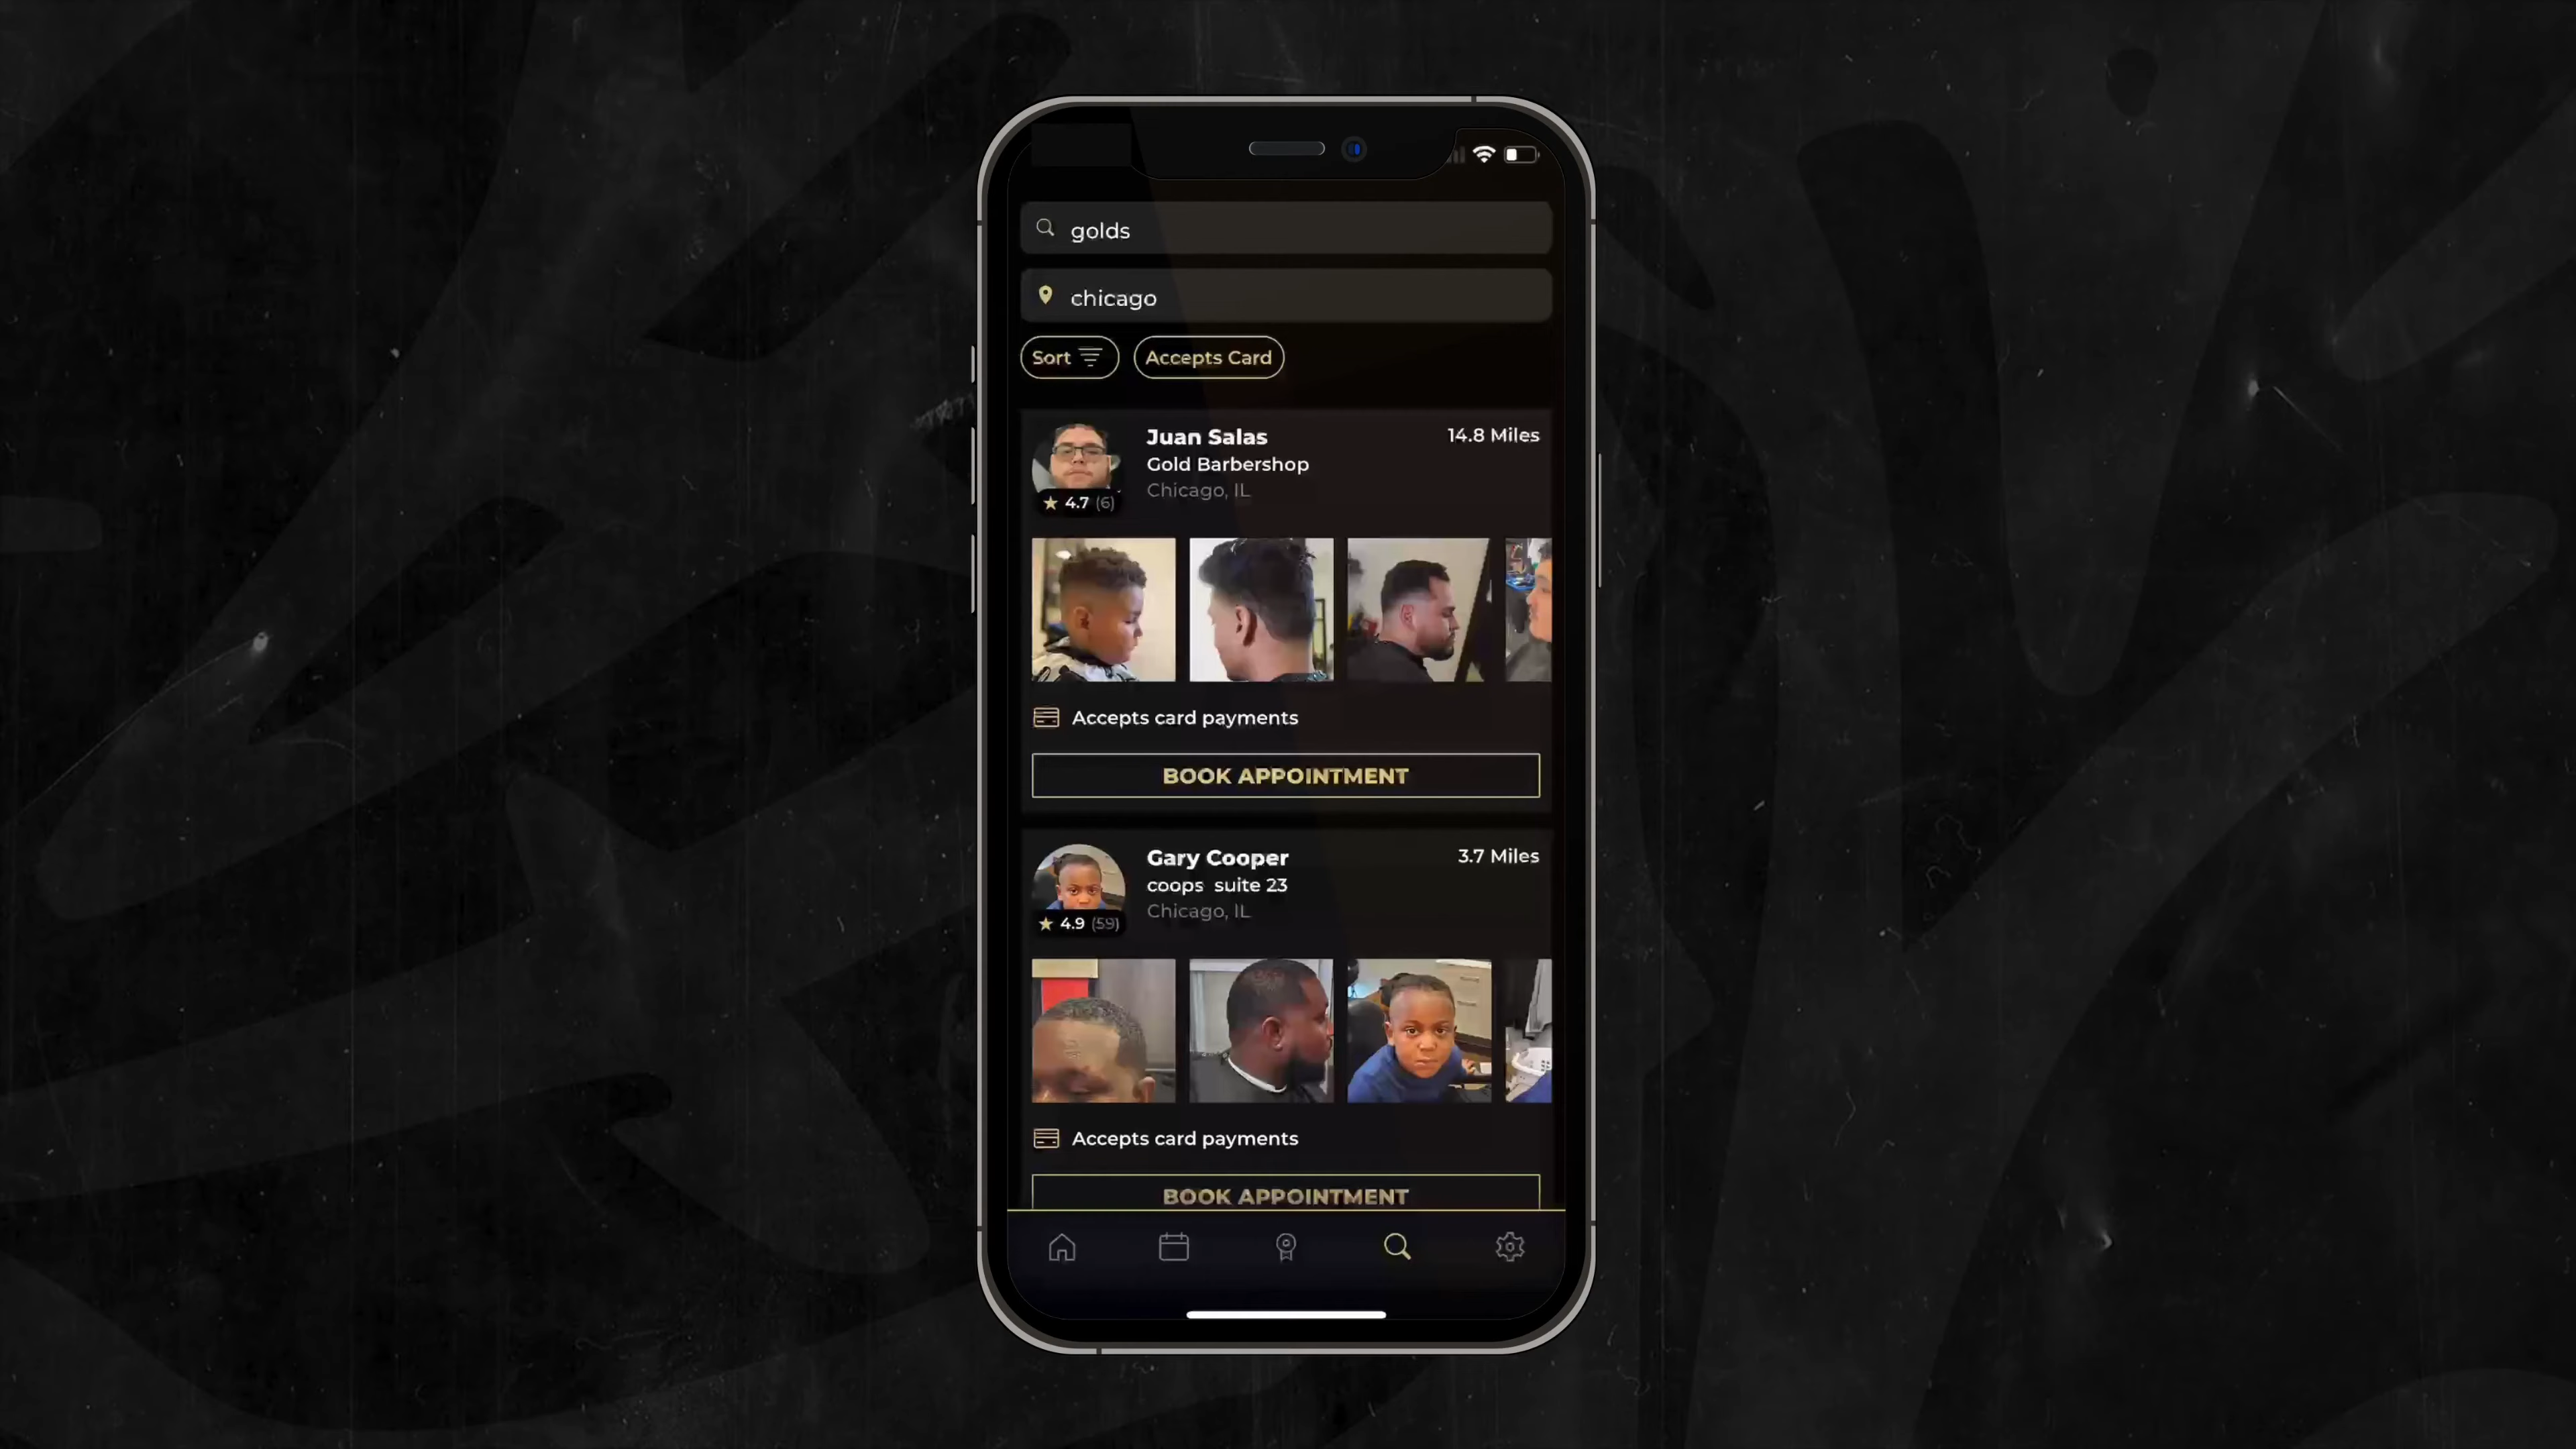 golds
chicago
Sort
Accepts Card
Juan Salas
14.8 Miles
Gold Barbershop
Chicago, IL
4.7 (6)
Accepts card payments
BOOK APPOINTMENT
Gary Cooper
3.7 Miles
coops suite 23
Chicago, IL
4.9 (59)
Accepts card payments
BOOK APPOINTMENT